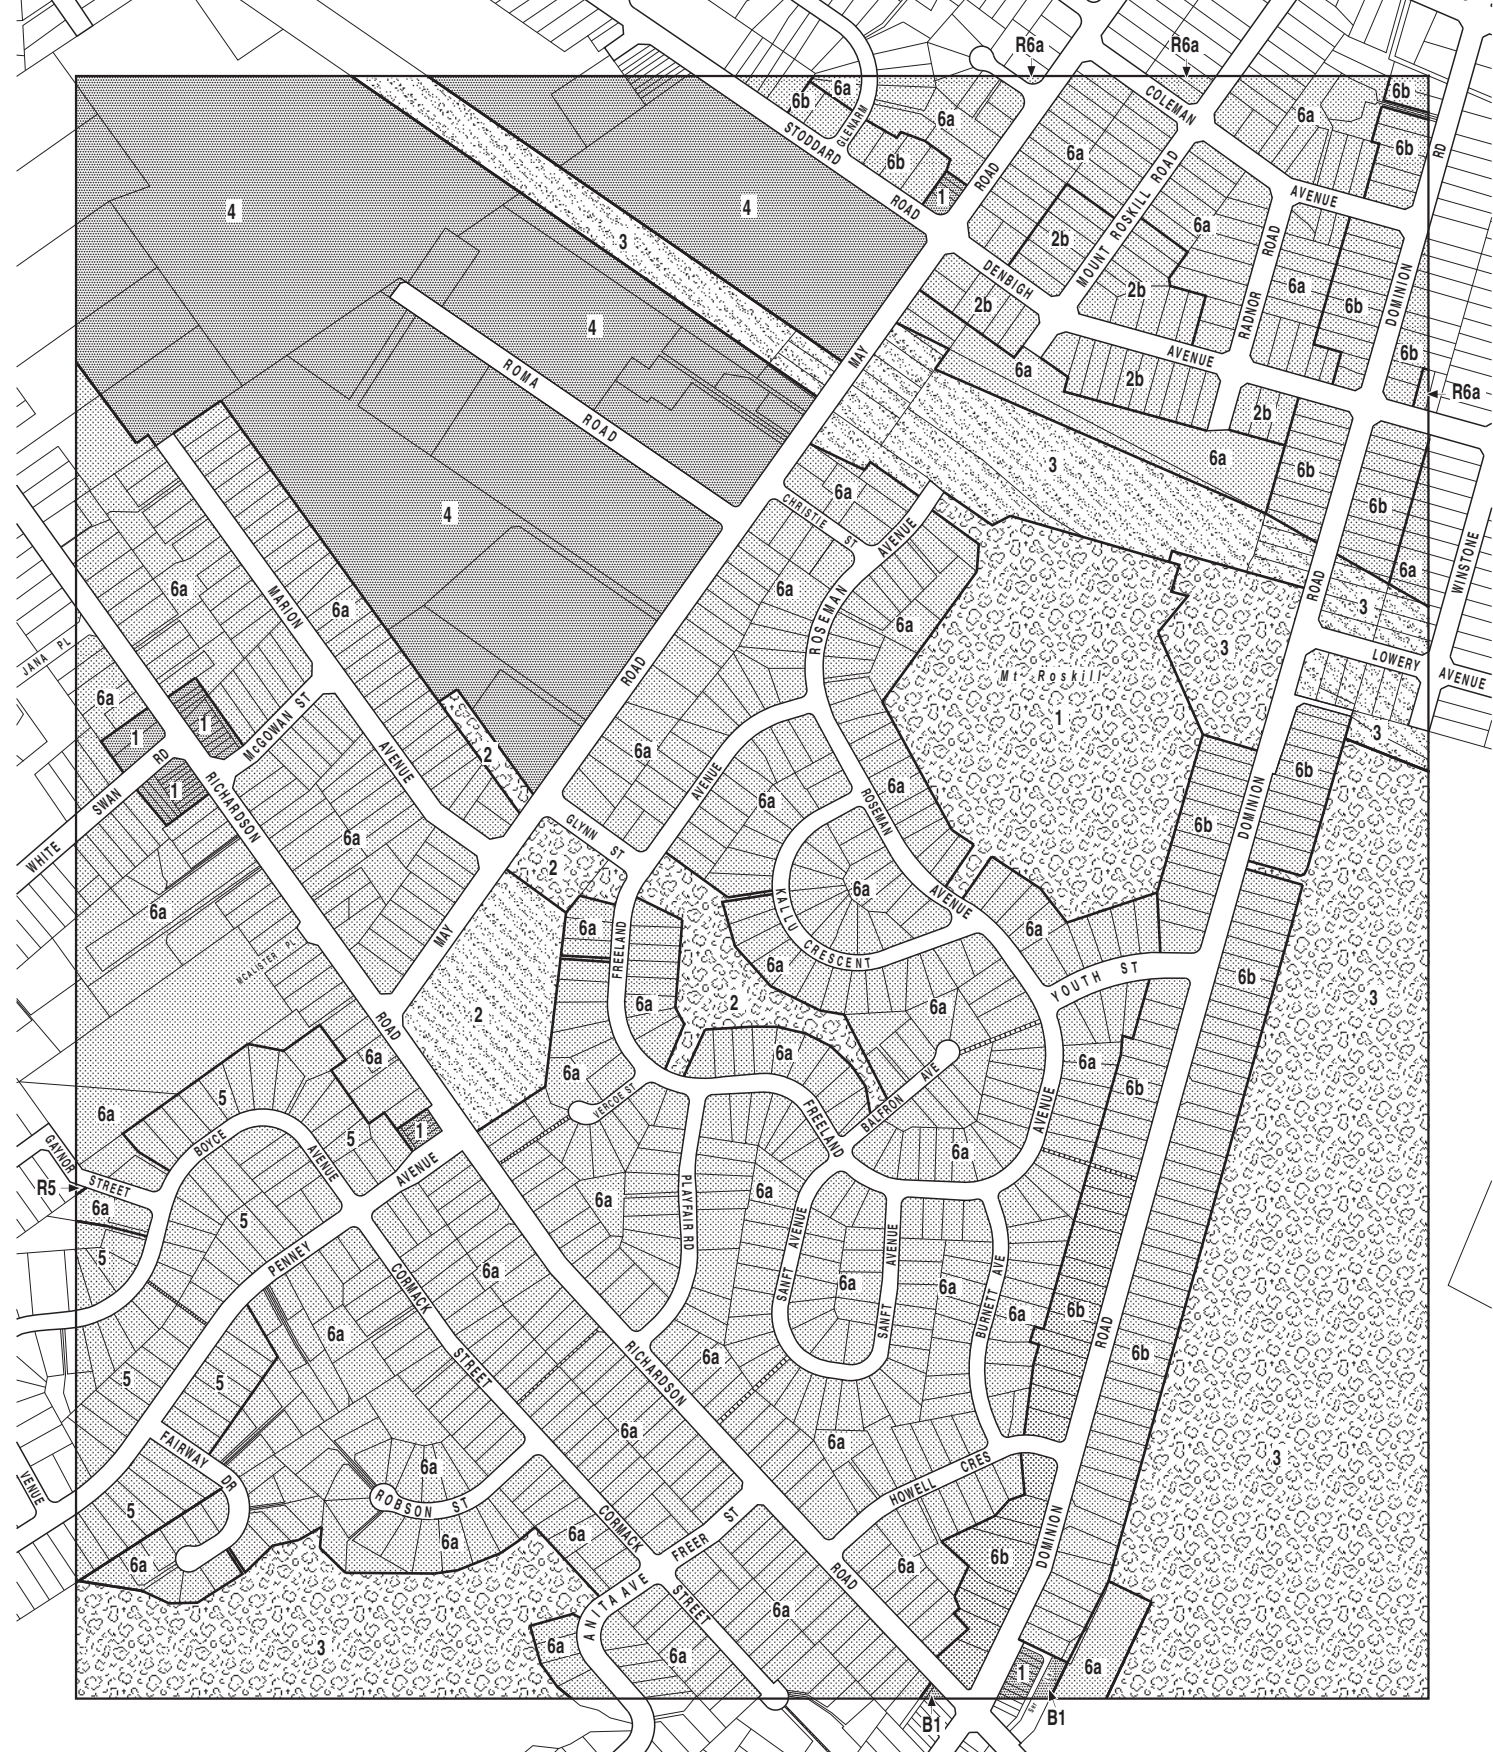 R6a
R6a
6b
6a
6b
COLEMAN
6a
6a
STODDARD
GLENARM
6a
6b
RD
6b
1
ROAD
ROAD
AVENUE
4
4
3
2b
MOUNT ROSKILL ROAD
6a
ROAD
DENBIGH
2b
2b
RADNOR
6a
6b
DOMINION
4
MAY
AVENUE
6b
6a
2b
R6a
ROMA
ROAD
2b
6a
6b
3
6a
CHRISTIE ST
AVENUE
6b
4
6a
WINSTONE
6a
MARION
6a
6a
ROSEMAN
6a
ROAD
3
JANA PL
ROAD
Mt Roskill
3
LOWERY
AVENUE
6a
1
1
McGOWAN ST
1
3
1
WHITE
SWAN
RD
RICHARDSON
AVENUE
2
6a
AVENUE
6a
ROSEMAN
6a
6b
6b
DOMINION
6a
GLYNN ST
2
6a
KALLU
CRESCENT
AVENUE
6a
6a
MAY
6a
FREELAND
6a
YOUTH ST
6b
McALISTER PL
ROAD
2
6a
2
6a
3
6a
6a
6a
VERCOE ST
BALFRON AVE
6a
6b
5
6a
FREELAND
AVENUE
GAYNOR
STREET
BOYCE
AVENUE
5
1
AVENUE
6a
R5
6a
5
5
PENNEY
CORMACK
6a
6a
PLAYFAIR RD
6a
SANFT
AVENUE
6a
SANFT
AVENUE
6a
BURNETT AVE
6a
6b
ROAD
6b
6a
STREET
RICHARDSON
6a
5
5
6a
6a
3
FAIRWAY DR
6a
VENUE
ROBSON ST
HOWELL CRES
5
6a
6a
6a
CORMACK
FREER ST
ROAD
6a
6b
DOMINION
ANITA AVE
STREET
6a
3
6a
6a
1
6a
B1
B1